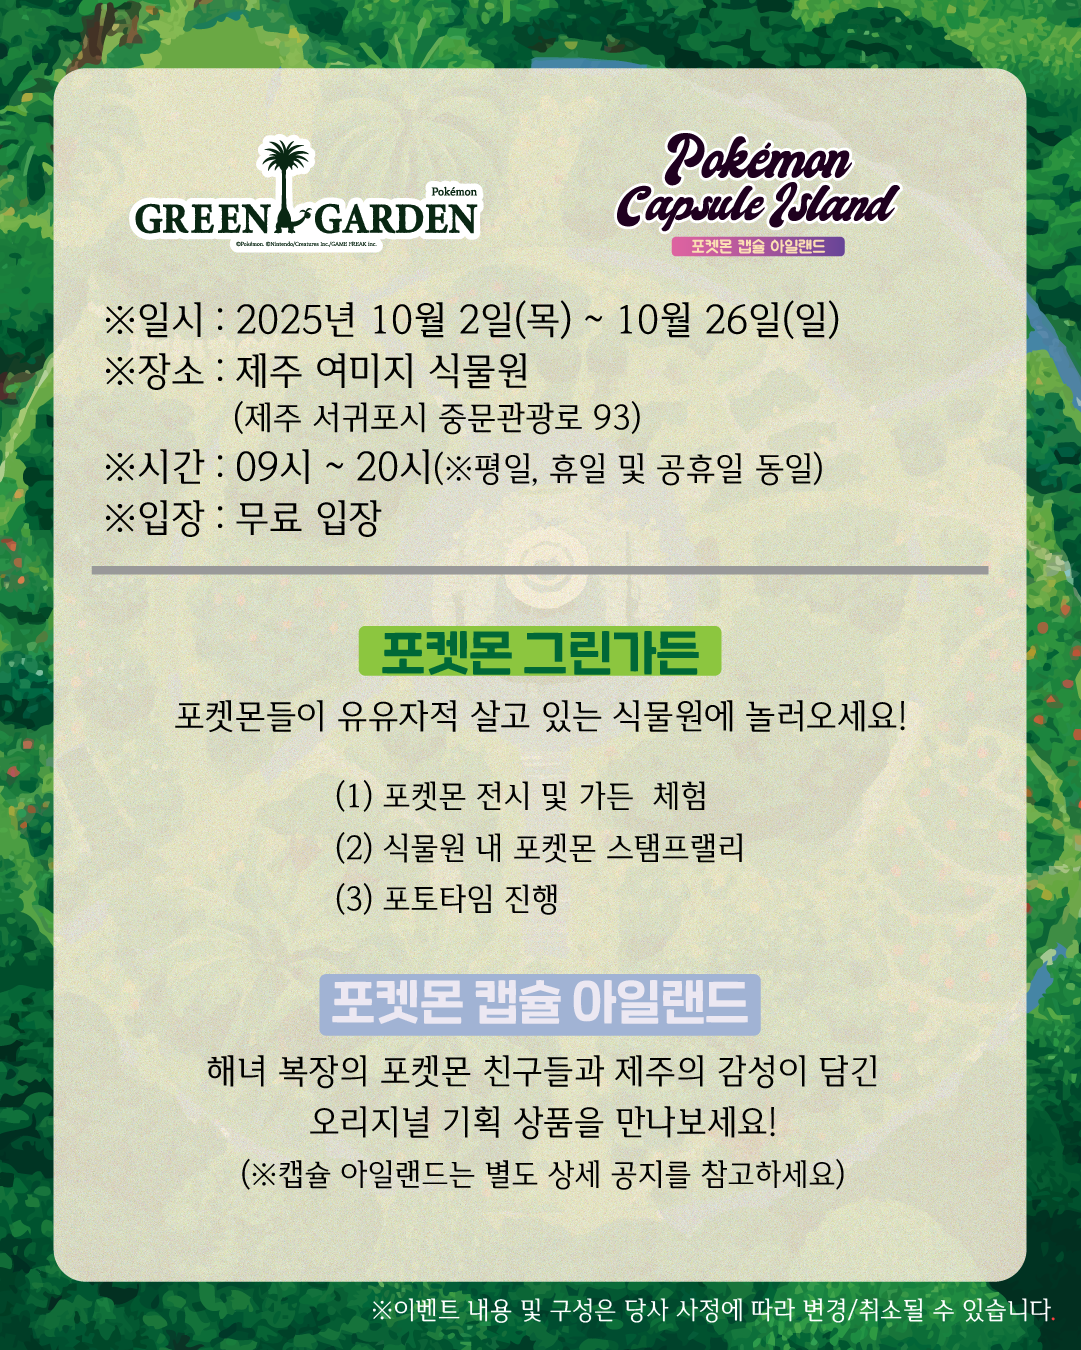 Pokémon
GREEN GARDEN
©Pokémon. ©Nintendo/Creatures Inc./GAME FREAK inc.
Pokémon
Capsule Island
포켓몬 캡슐 아일랜드
※일시 : 2025년 10월 2일(목) ~ 10월 26일(일)
※장소 : 제주 여미지 식물원
(제주 서귀포시 중문관광로 93)
※시간 : 09시 ~ 20시(※평일, 휴일 및 공휴일 동일)
※입장 : 무료 입장
포켓몬 그린가든
포켓몬들이 유유자적 살고 있는 식물원에 놀러오세요!
(1) 포켓몬 전시 및 가든 체험
(2) 식물원 내 포켓몬 스탬프랠리
(3) 포토타임 진행
포켓몬 캡슐 아일랜드
해녀 복장의 포켓몬 친구들과 제주의 감성이 담긴
오리지널 기획 상품을 만나보세요!
(※캡슐 아일랜드는 별도 상세 공지를 참고하세요)
※이벤트 내용 및 구성은 당사 사정에 따라 변경/취소될 수 있습니다.